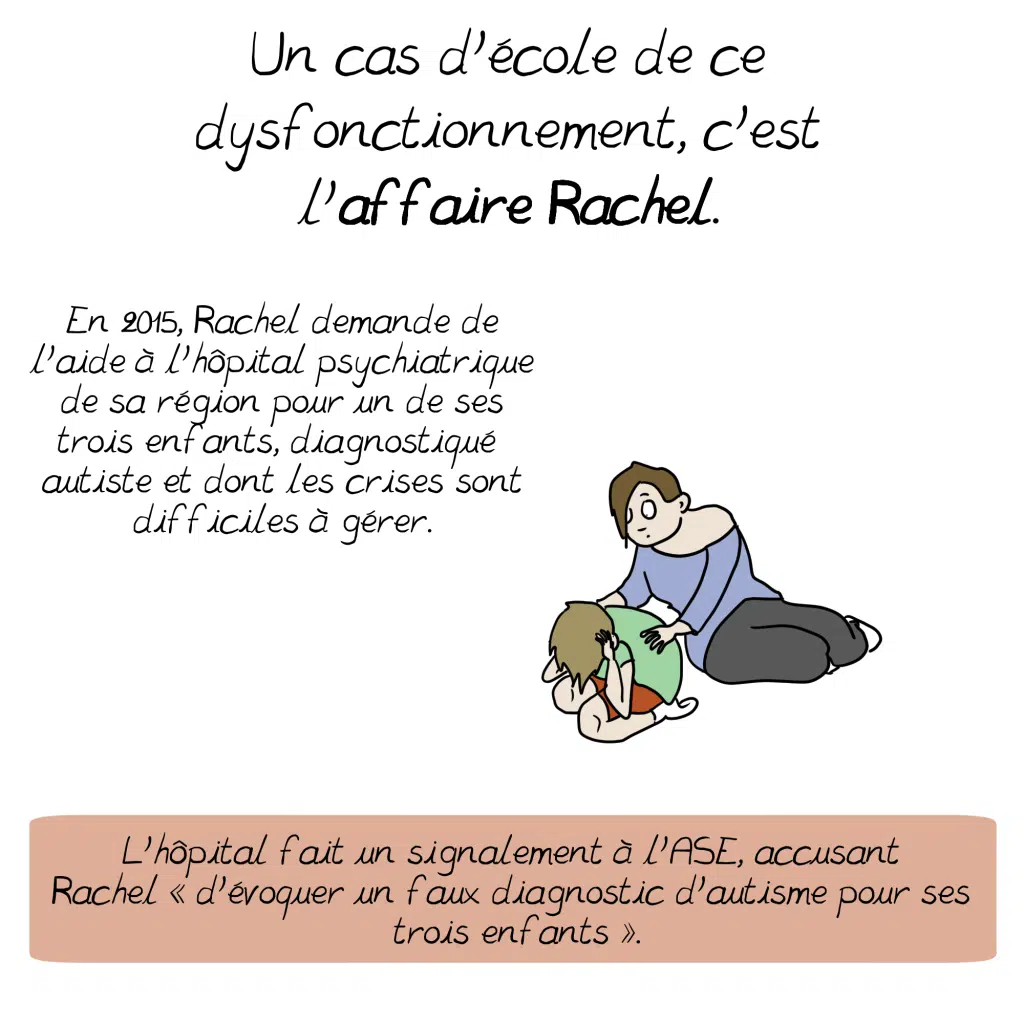 Un cas d'école de ce
dysfonctionnement, c'est
l'affaire Rachel.
En 2015, Rachel demande de
l'aide à l'hôpital psychiatrique
de sa région pour un de ses
trois enfants, diagnostiqué
autiste et dont les crises sont
difficiles à gérer.
L'hôpital fait un signalement à l'ASE, accusant
Rachel « d'évoquer un faux diagnostic d'autisme pour ses
trois enfants ».